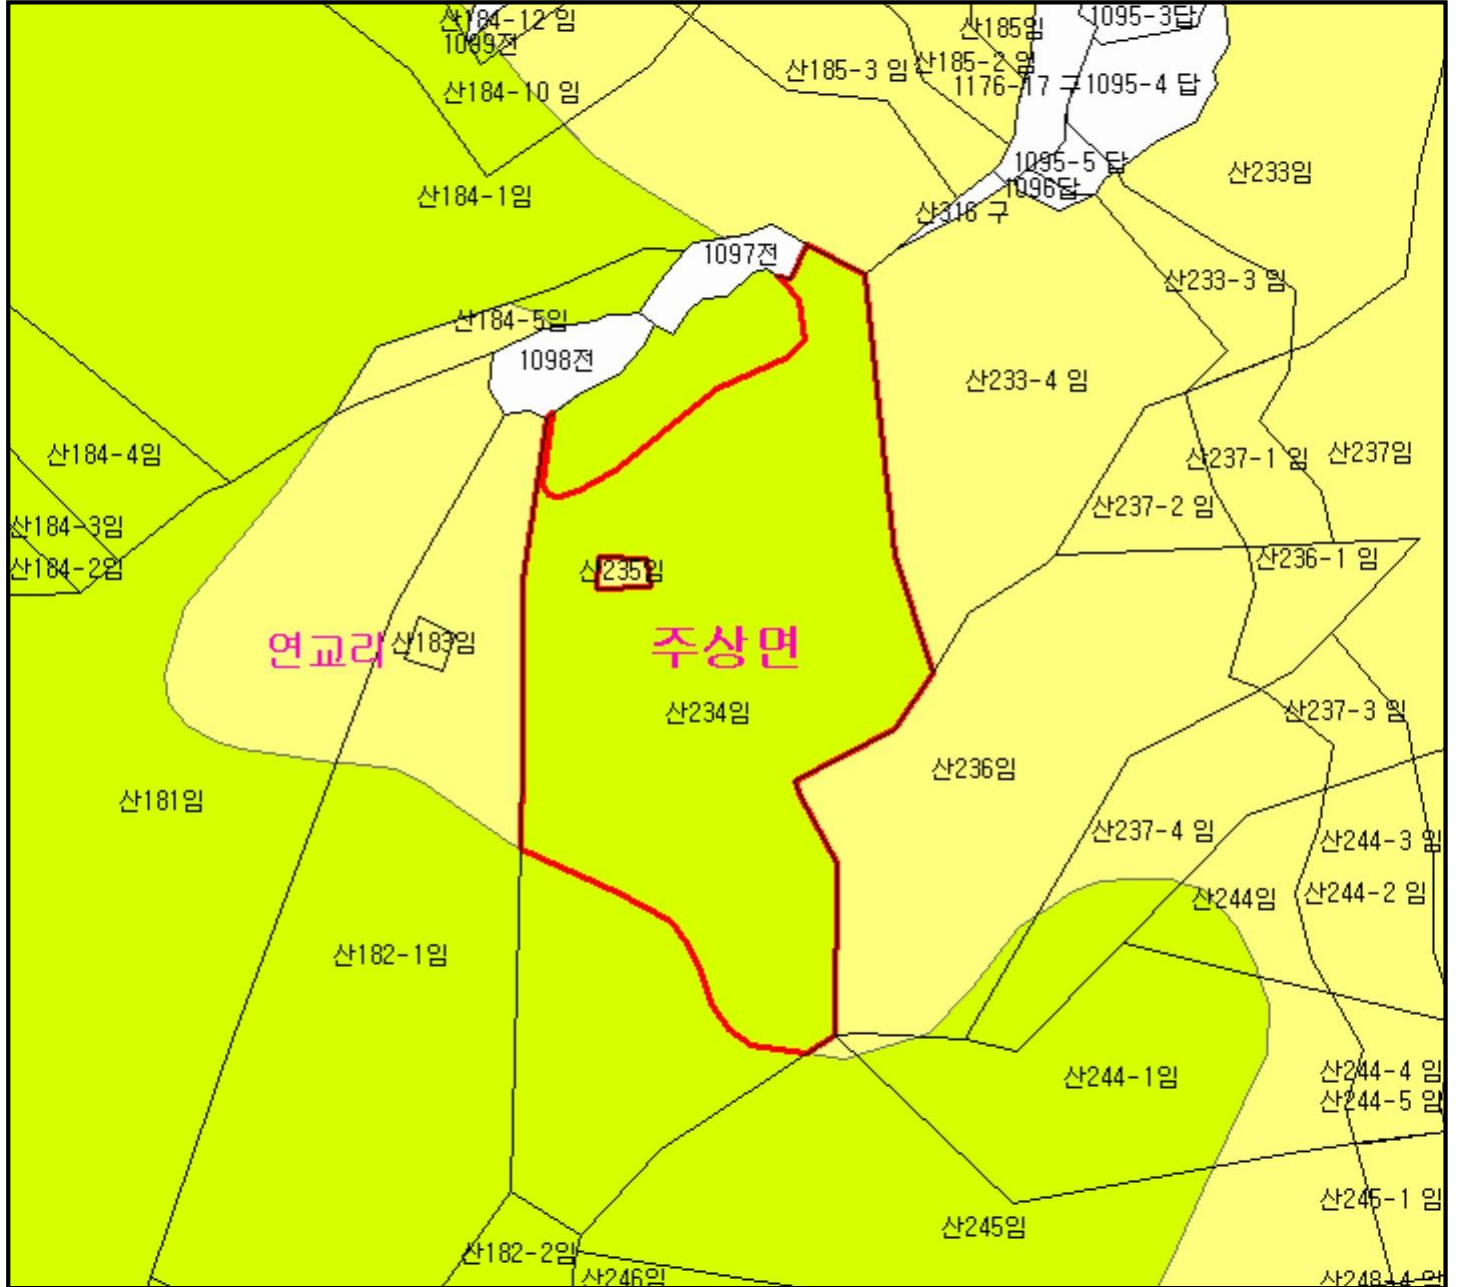 산184-12 임
1099전
산184-10 임
산184-1임
산185임
산185-2 임
산185-3 임
1176-17 구
1095-3답
1095-4 답
1095-5 답
1096답
산316 구
산233임
1097전
산233-3 임
산184-5임
1098전
산233-4 임
산184-4임
산237-1 임
산237임
산237-2 임
산184-3임
산184-2임
산235임
산236-1 임
연교리
산183임
주상면
산234임
산237-3 임
산236임
산181임
산237-4 임
산244-3 임
산244임
산244-2 임
산182-1임
산244-1임
산244-4 임
산244-5 임
산245-1 임
산245임
산182-2임
산246임
산248-4 임